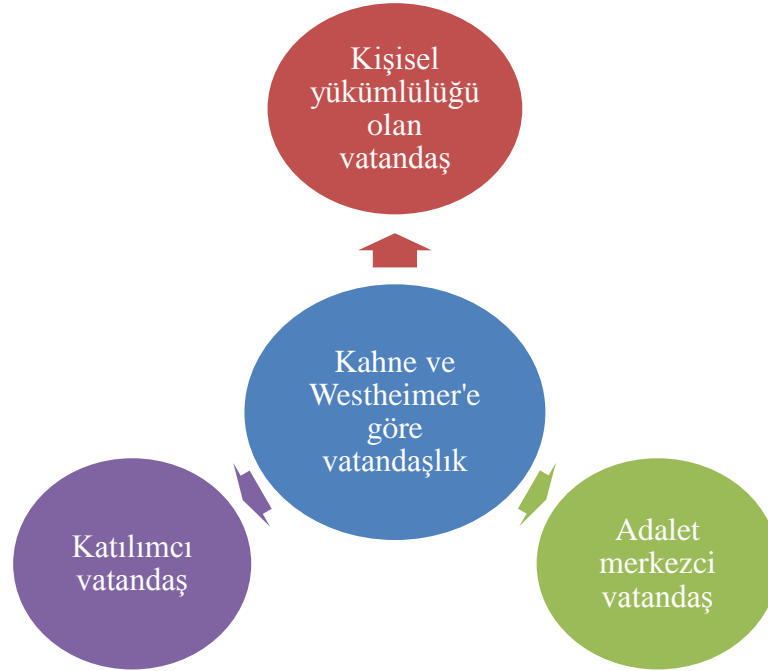 Kişisel
yükümlülüğü
olan
vatandaş
Kahne ve
Westheimer'e
göre
vatandaşlık
Katılımcı
vatandaş
Adalet
merkezci
vatandaş